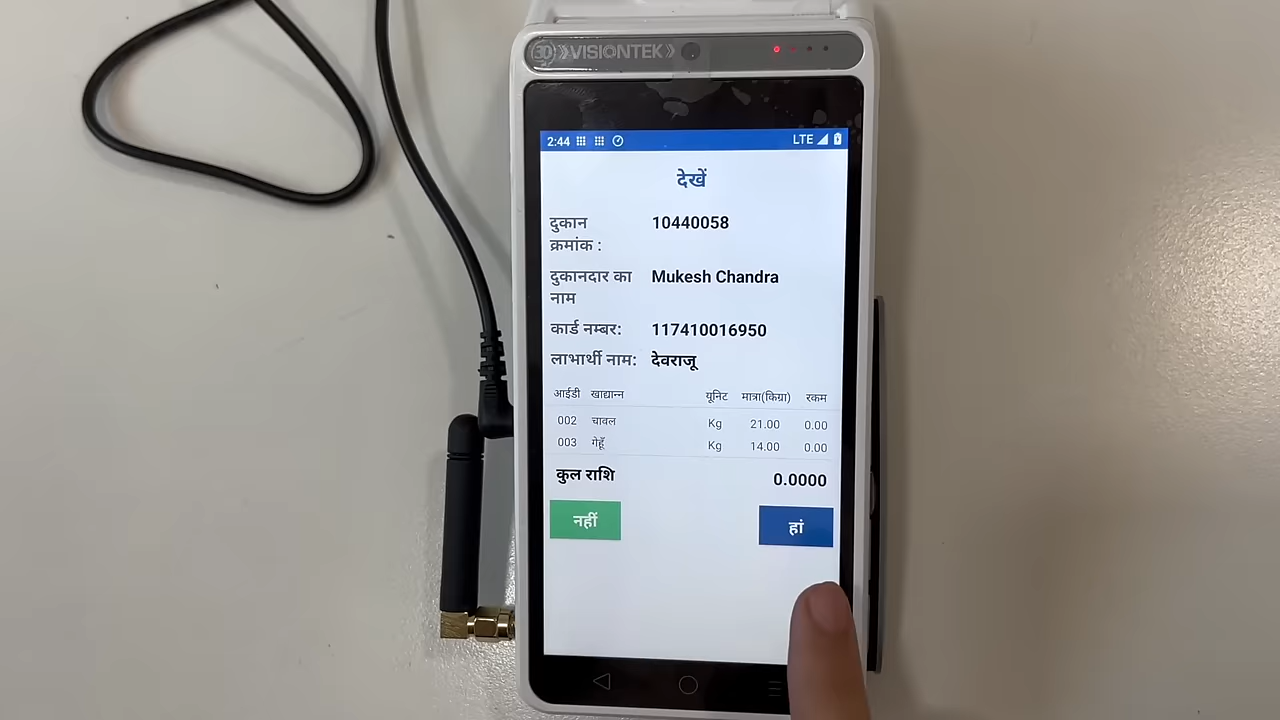 VISIONTEK
2:44 LTE
देखें
दुकान क्रमांक : 10440058
दुकानदार का नाम Mukesh Chandra
कार्ड नम्बर: 117410016950
लाभार्थी नाम: देवराजू
आईडी खाद्यान्न यूनिट मात्रा(किग्रा) रकम
002 चावल Kg 21.00 0.00
003 गेहूँ Kg 14.00 0.00
कुल राशि 0.0000
नहीं हां